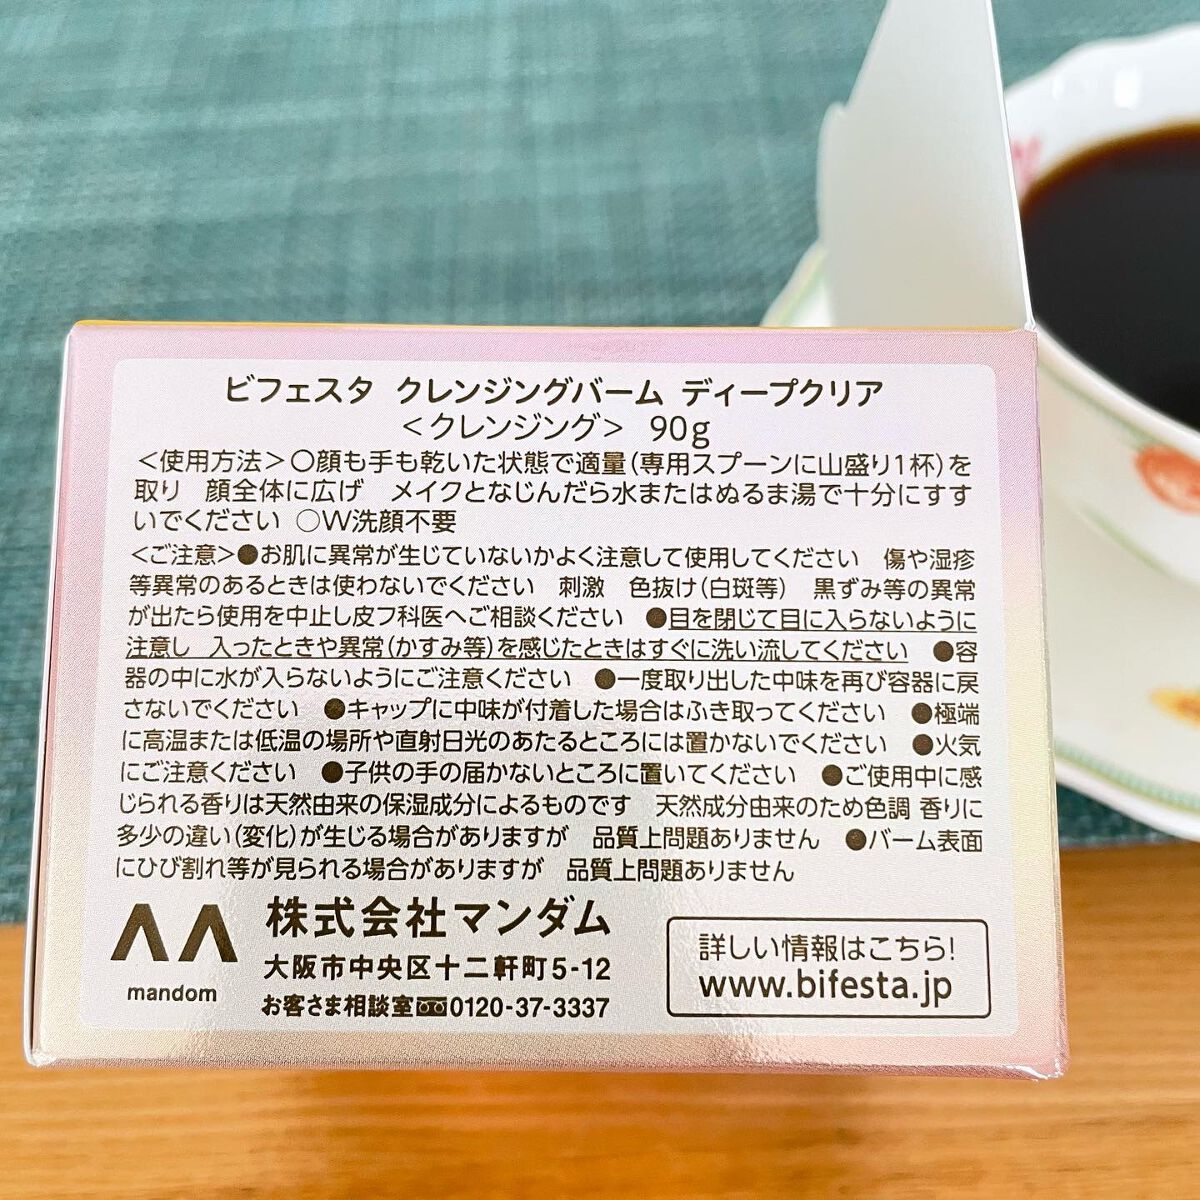 ビフェスタ クレンジングバーム ディープクリア
＜クレンジング＞ 90g
＜使用方法＞○顔も手も乾いた状態で適量（専用スプーンに山盛り1杯）を
取り　顔全体に広げ　メイクとなじんだら水またはぬるま湯で十分にすす
いでください ○W洗顔不要
＜ご注意＞●お肌に異常が生じていないかよく注意して使用してください　傷や湿疹
等異常のあるときは使わないでください　刺激　色抜け（白斑等）　黒ずみ等の異常
が出たら使用を中止し皮フ科医へご相談ください　●目を閉じて目に入らないように
注意し　入ったときや異常（かすみ等）を感じたときはすぐに洗い流してください　●容
器の中に水が入らないようにご注意ください　●一度取り出した中味を再び容器に戻
さないでください　●キャップに中味が付着した場合はふき取ってください　●極端
に高温または低温の場所や直射日光のあたるところには置かないでください　●火気
にご注意ください　●子供の手の届かないところに置いてください　●ご使用中に感
じられる香りは天然由来の保湿成分によるものです　天然成分由来のため色調 香りに
多少の違い（変化）が生じる場合がありますが　品質上問題ありません　●バーム表面
にひび割れ等が見られる場合がありますが　品質上問題ありません
mandom
株式会社マンダム
大阪市中央区十二軒町5-12
お客さま相談室 0120-37-3337
詳しい情報はこちら!
www.bifesta.jp